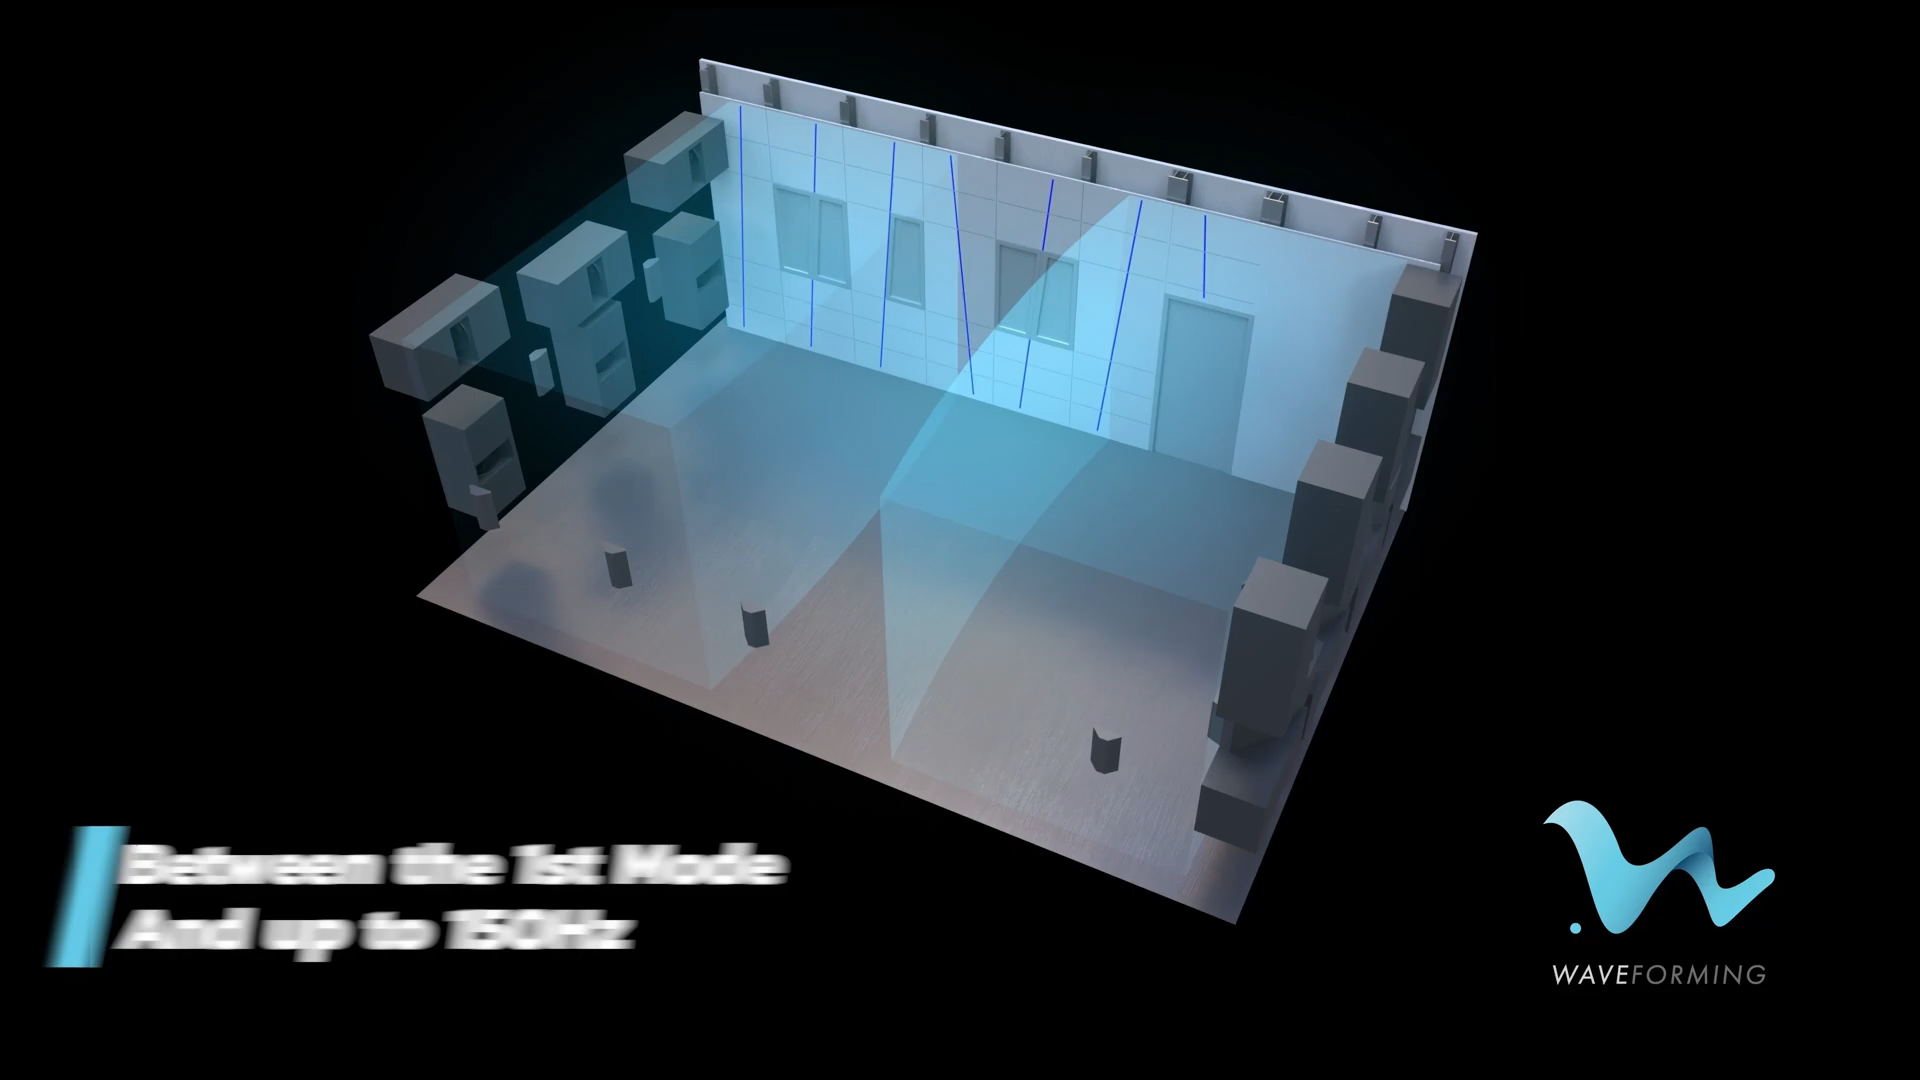 Between the 1st Mode
And up to 150Hz
WAVEFORMING